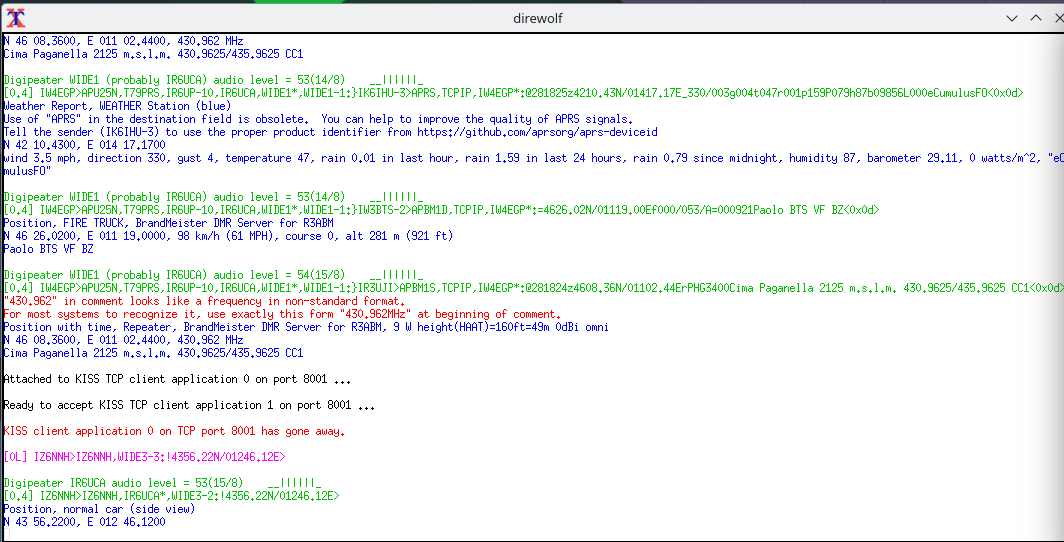 direwolf
N 46 08.3600, E 011 02.4400, 430.962 MHz
Cima Paganella 2125 m.s.l.m. 430.9625/435.9625 CC1
Digipeater WIDE1 (probably IR6UCA) audio level = 53(14/8)    __||||||_
[0.4] IW4EGP>APU25N,T79PRS,IR6UP-10,IR6UCA,WIDE1*,WIDE1-1:}IK6IHU-3>APRS,TCPIP,IW4EGP*:@281825z4210.43N/01417.17E_330/003g004t047r001p159P079h87b09856L000eCumulusFO<0x0d>
Weather Report, WEATHER Station (blue)
Use of "APRS" in the destination field is obsolete.  You can help to improve the quality of APRS signals.
Tell the sender (IK6IHU-3) to use the proper product identifier from https://github.com/aprsorg/aprs-deviceid
N 42 10.4300, E 014 17.1700
wind 3.5 mph, direction 330, gust 4, temperature 47, rain 0.01 in last hour, rain 1.59 in last 24 hours, rain 0.79 since midnight, humidity 87, barometer 29.11, 0 watts/m^2, "eC
mulusFO"
Digipeater WIDE1 (probably IR6UCA) audio level = 53(14/8)    __||||||_
[0.4] IW4EGP>APU25N,T79PRS,IR6UP-10,IR6UCA,WIDE1*,WIDE1-1:}IW3BTS-2>APBM1D,TCPIP,IW4EGP*:=4626.02N/01119.00Ef000/053/A=000921Paolo BTS VF BZ<0x0d>
Position, FIRE TRUCK, BrandMeister DMR Server for R3ABM
N 46 26.0200, E 011 19.0000, 98 km/h (61 MPH), course 0, alt 281 m (921 ft)
Paolo BTS VF BZ
Digipeater WIDE1 (probably IR6UCA) audio level = 54(15/8)    __||||||_
[0.4] IW4EGP>APU25N,T79PRS,IR6UP-10,IR6UCA,WIDE1*,WIDE1-1:}IR3UJI>APBM1S,TCPIP,IW4EGP*:@281824z4608.36N/01102.44ErPHG3400Cima Paganella 2125 m.s.l.m. 430.9625/435.9625 CC1<0x0d>
"430.962" in comment looks like a frequency in non-standard format.
For most systems to recognize it, use exactly this form "430.962MHz" at beginning of comment.
Position with time, Repeater, BrandMeister DMR Server for R3ABM, 9 W height(HAAT)=160ft=49m 0dBi omni
N 46 08.3600, E 011 02.4400, 430.962 MHz
Cima Paganella 2125 m.s.l.m. 430.9625/435.9625 CC1
Attached to KISS TCP client application 0 on port 8001 ...
Ready to accept KISS TCP client application 1 on port 8001 ...
KISS client application 0 on TCP port 8001 has gone away.
[0L] IZ6NNH>IZ6NNH,WIDE3-3:!4356.22N/01246.12E>
Digipeater IR6UCA audio level = 53(15/8)    __||||||_
[0.4] IZ6NNH>IZ6NNH,IR6UCA*,WIDE3-2:!4356.22N/01246.12E>
Position, normal car (side view)
N 43 56.2200, E 012 46.1200